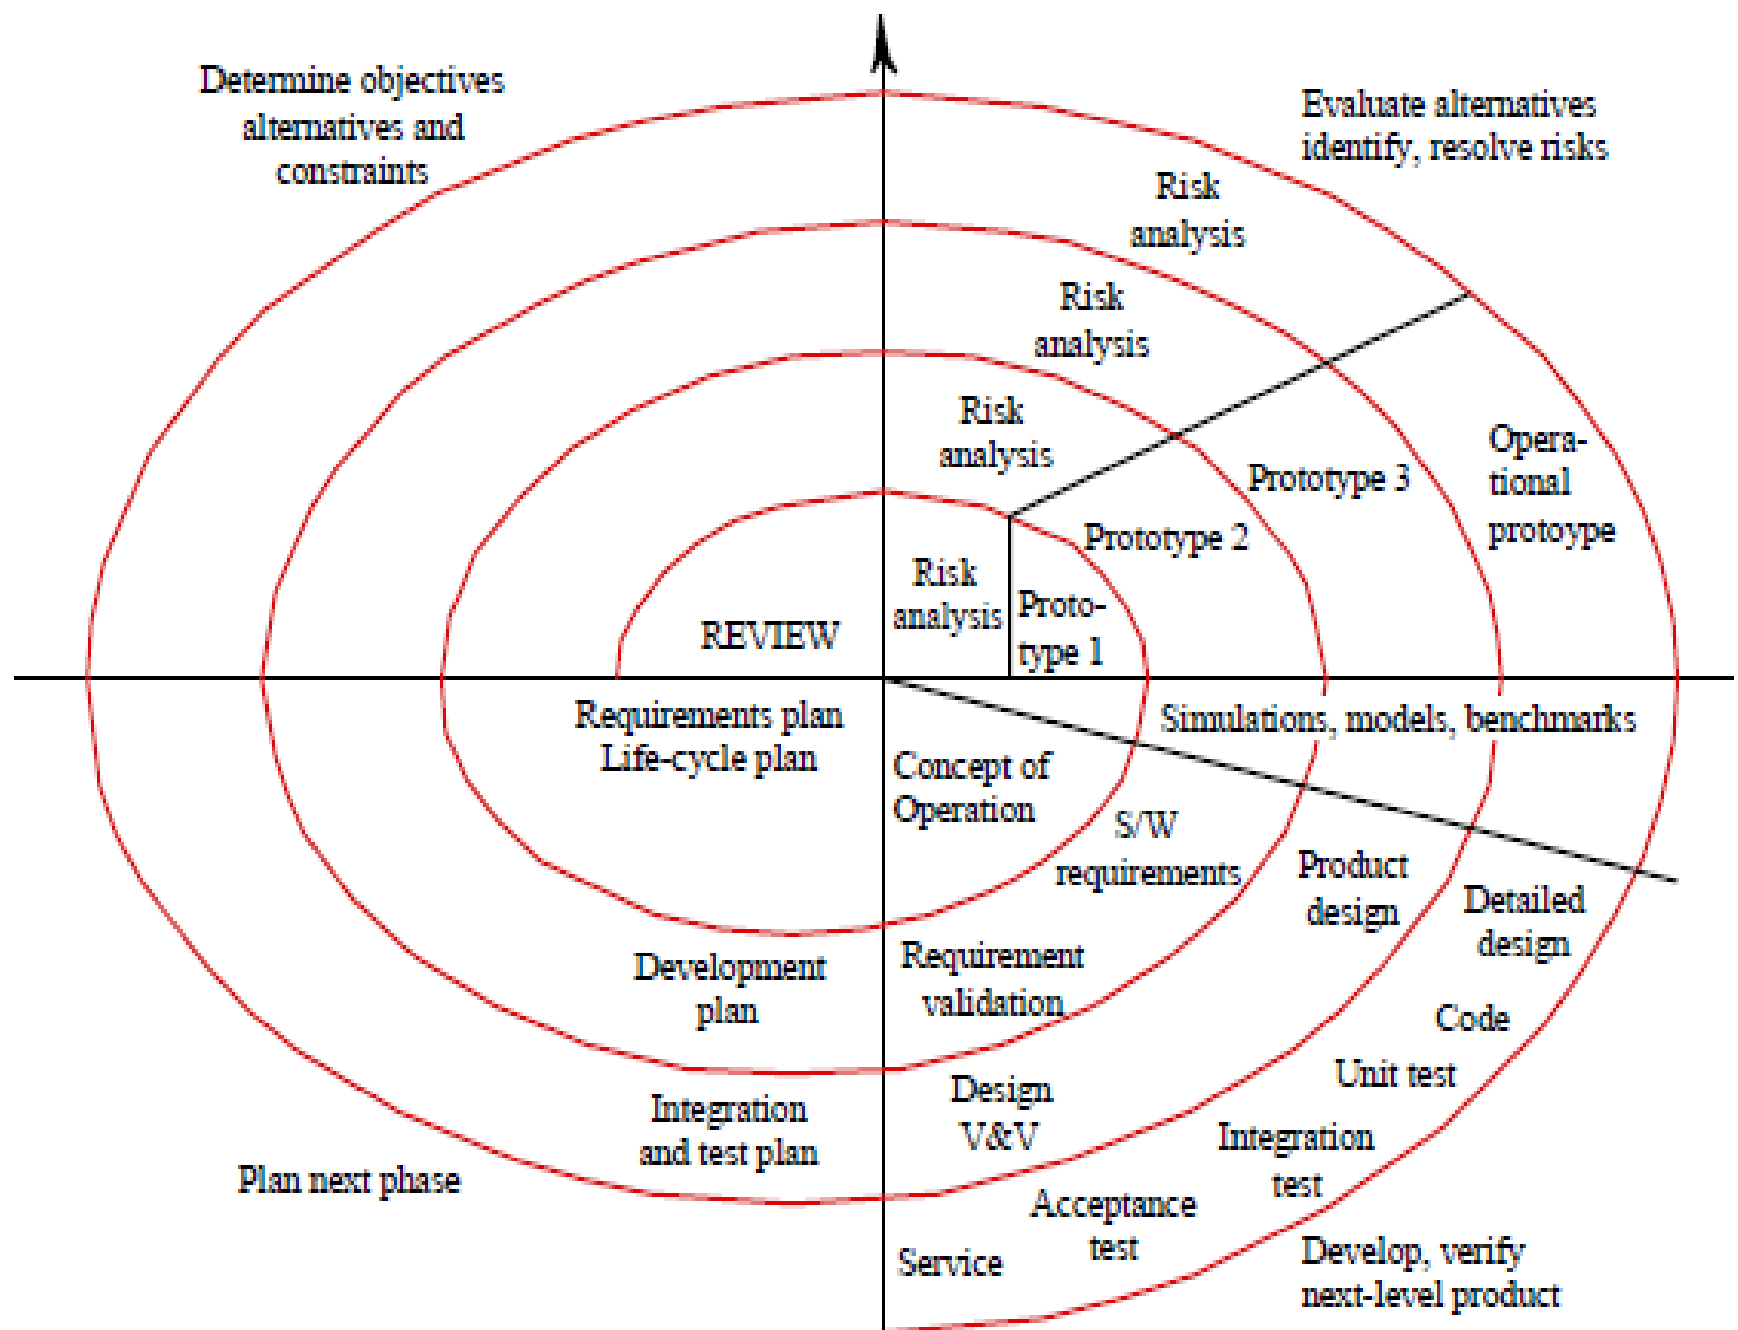 Determine objectives
alternatives and
constraints
Evaluate alternatives
identify, resolve risks
Risk
analysis
Risk
analysis
Risk
analysis
Risk
analysis
Proto-
type 1
Prototype 2
Prototype 3
Opera-
tional
protoype
REVIEW
Requirements plan
Life-cycle plan
Simulations, models, benchmarks
Concept of
Operation
S/W
requirements
Product
design
Detailed
design
Development
plan
Requirement
validation
Code
Unit test
Integration
and test plan
Design
V&V
Integration
test
Plan next phase
Acceptance
test
Service
Develop, verify
next-level product